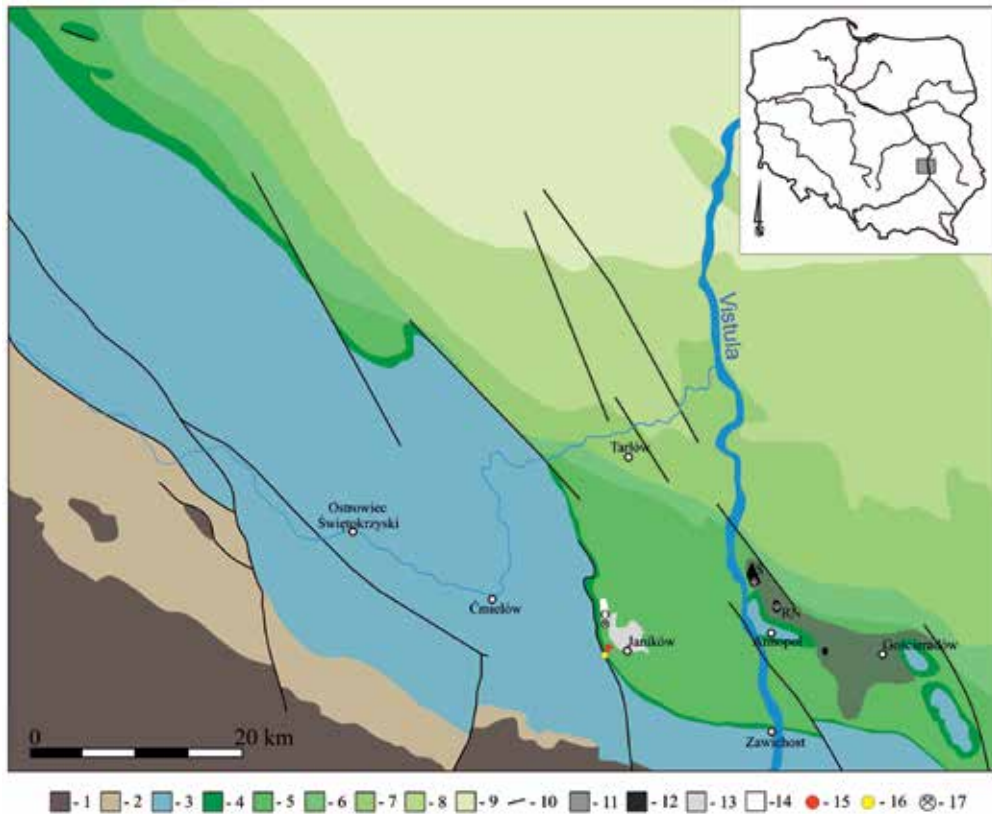 N
Vistula
Tarłów
Ostrowiec
Świętokrzyski
Ćmielów
RN
Annopol
Gościeradów
Janików
Zawichost
0 20 km
- 1 - 2 - 3 - 4 - 5 - 6 - 7 - 8 - 9 - 10 - 11 - 12 - 13 - 14 - 15 - 16 - 17